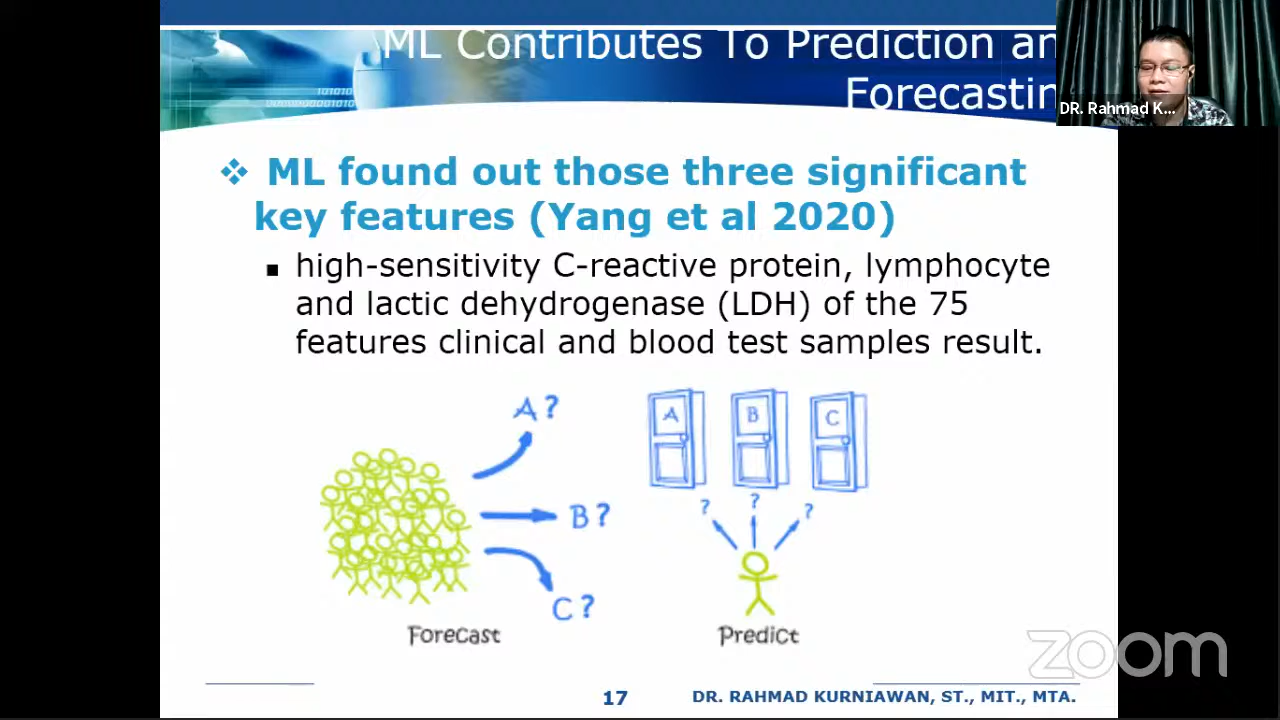 ML Contributes To Prediction an
Forecastin
DR. Rahmad K...
101010
ML found out those three significant
key features (Yang et al 2020)
high-sensitivity C-reactive protein, lymphocyte
and lactic dehydrogenase (LDH) of the 75
features clinical and blood test samples result.
A?
B?
C?
Forecast
A
B
C
? ? ?
Predict
zoom
17
DR. RAHMAD KURNIAWAN, ST., MIT., MTA.